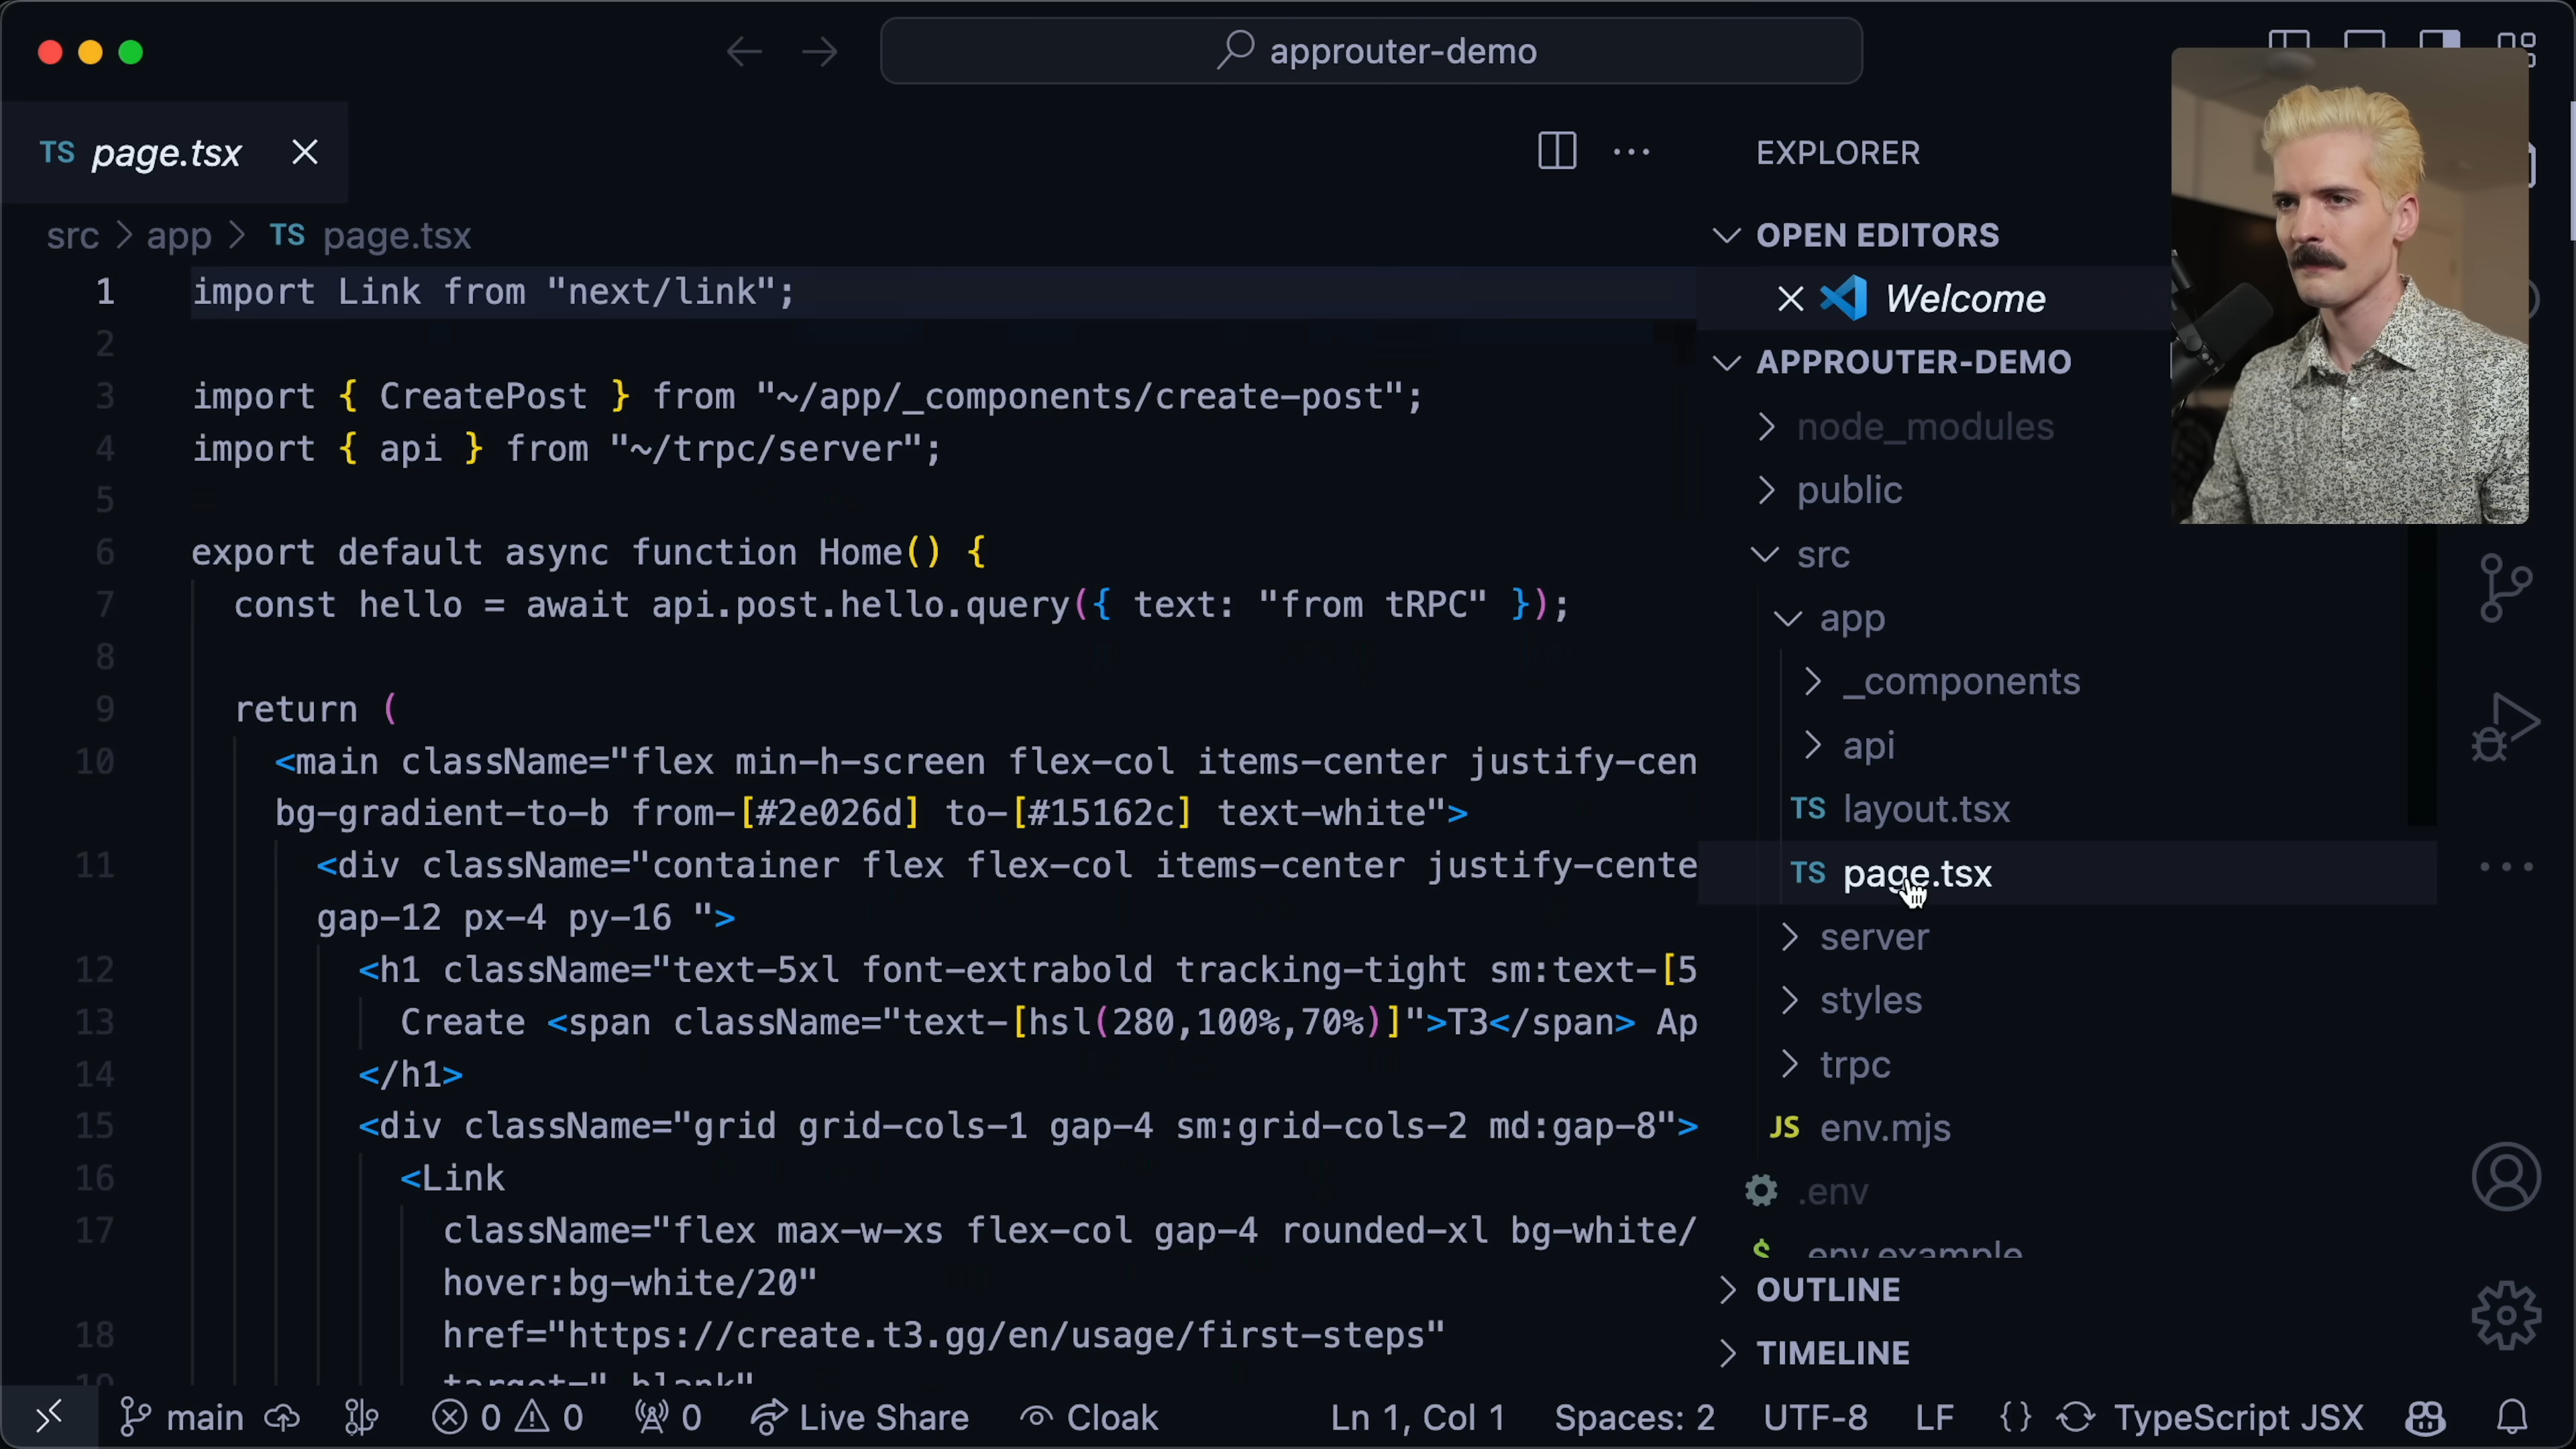 approuter-demo
TS page.tsx
src > app > TS page.tsx
1 import Link from "next/link";
2
3 import { CreatePost } from "~/app/_components/create-post";
4 import { api } from "~/trpc/server";
5
6 export default async function Home() {
7 const hello = await api.post.hello.query({ text: "from tRPC" });
8
9 return (
10 <main className="flex min-h-screen flex-col items-center justify-cen
bg-gradient-to-b from-[#2e026d] to-[#15162c] text-white">
11 <div className="container flex flex-col items-center justify-cente
gap-12 px-4 py-16 ">
12 <h1 className="text-5xl font-extrabold tracking-tight sm:text-[5
13 Create <span className="text-[hsl(280,100%,70%)]">T3</span> Ap
14 </h1>
15 <div className="grid grid-cols-1 gap-4 sm:grid-cols-2 md:gap-8">
16 <Link
17 className="flex max-w-xs flex-col gap-4 rounded-xl bg-white/
hover:bg-white/20"
18 href="https://create.t3.gg/en/usage/first-steps"
19 target="_blank"
EXPLORER
OPEN EDITORS
Welcome
APPROUTER-DEMO
node_modules
public
src
app
_components
api
TS layout.tsx
TS page.tsx
server
styles
trpc
JS env.mjs
.env
$ .env.example
OUTLINE
TIMELINE
main 0 0 0 Live Share Cloak Ln 1, Col 1 Spaces: 2 UTF-8 LF {} TypeScript JSX